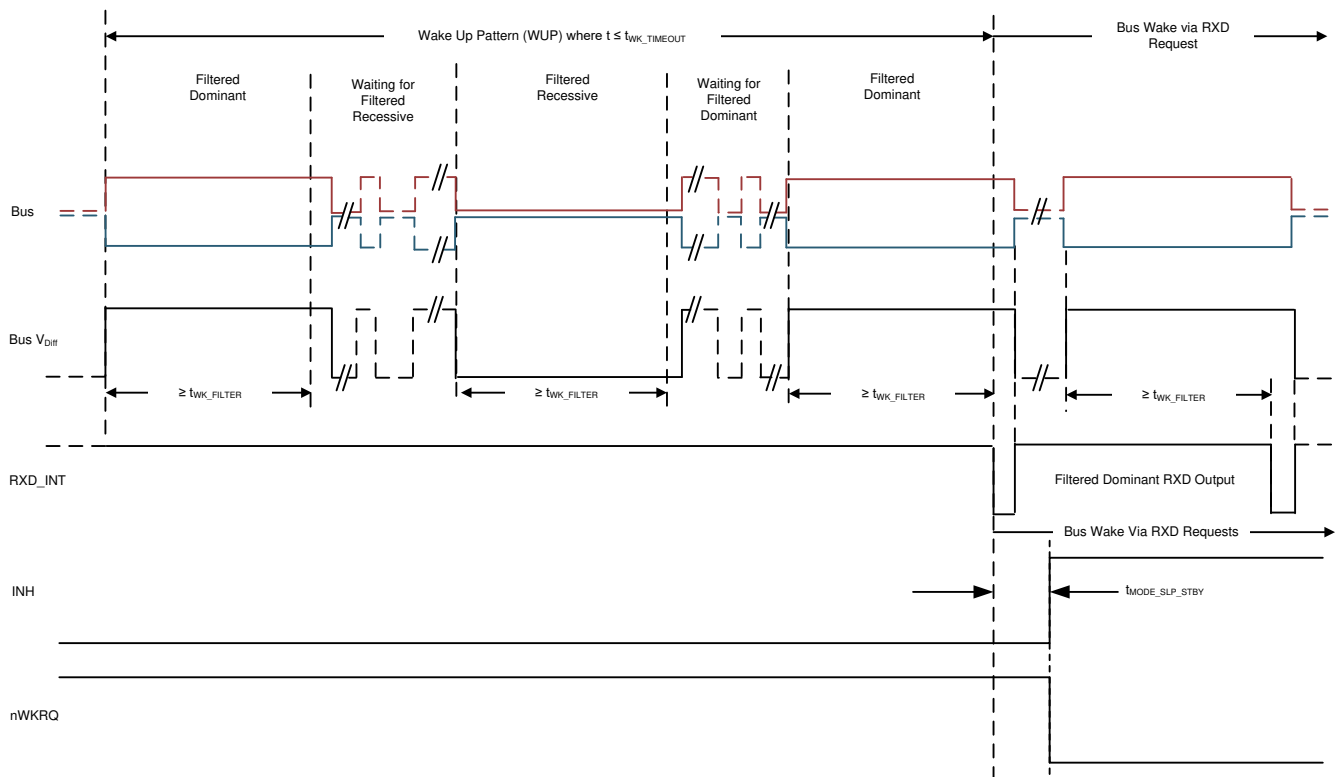 Wake Up Pattern (WUP) where t ≤ tWK_TIMEOUT
Bus Wake via RXD
Request
Filtered
Dominant
Waiting for
Filtered
Recessive
Filtered
Recessive
Waiting for
Filtered
Dominant
Filtered
Dominant
Bus
Bus VDiff
≥ tWK_FILTER
≥ tWK_FILTER
≥ tWK_FILTER
≥ tWK_FILTER
RXD_INT
Filtered Dominant RXD Output
Bus Wake Via RXD Requests
INH
tMODE_SLP_STBY
nWKRQ